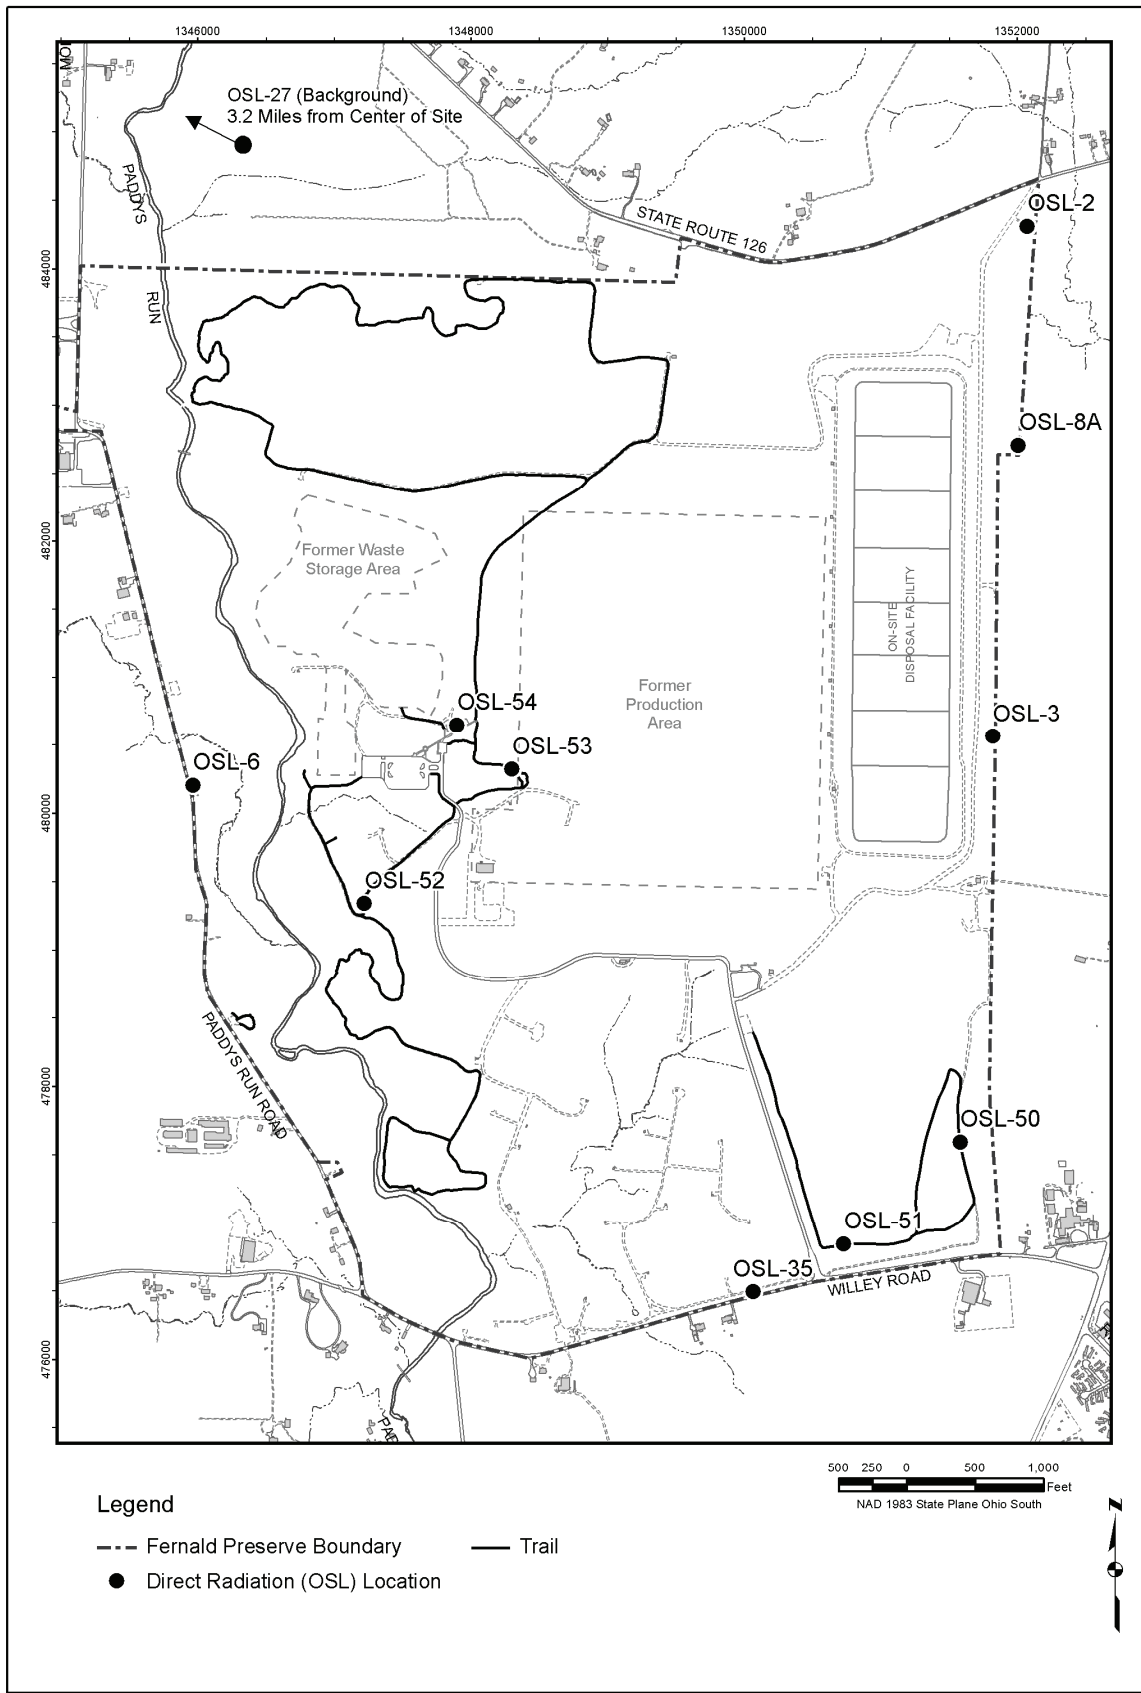 1346000
1348000
1350000
1352000
OSL-27 (Background)
3.2 Miles from Center of Site
PADDYS
RUN
STATE ROUTE 126
OSL-2
484000
OSL-8A
482000
Former Waste
Storage Area
ON-SITE
DISPOSAL FACILITY
Former
Production
Area
OSL-54
OSL-3
OSL-53
OSL-6
480000
OSL-52
PADDYS RUN ROAD
478000
OSL-50
OSL-51
OSL-35
WILLEY ROAD
476000
PAD
500 250 0 500 1,000
Feet
NAD 1983 State Plane Ohio South
Legend
Fernald Preserve Boundary
Trail
Direct Radiation (OSL) Location
Z